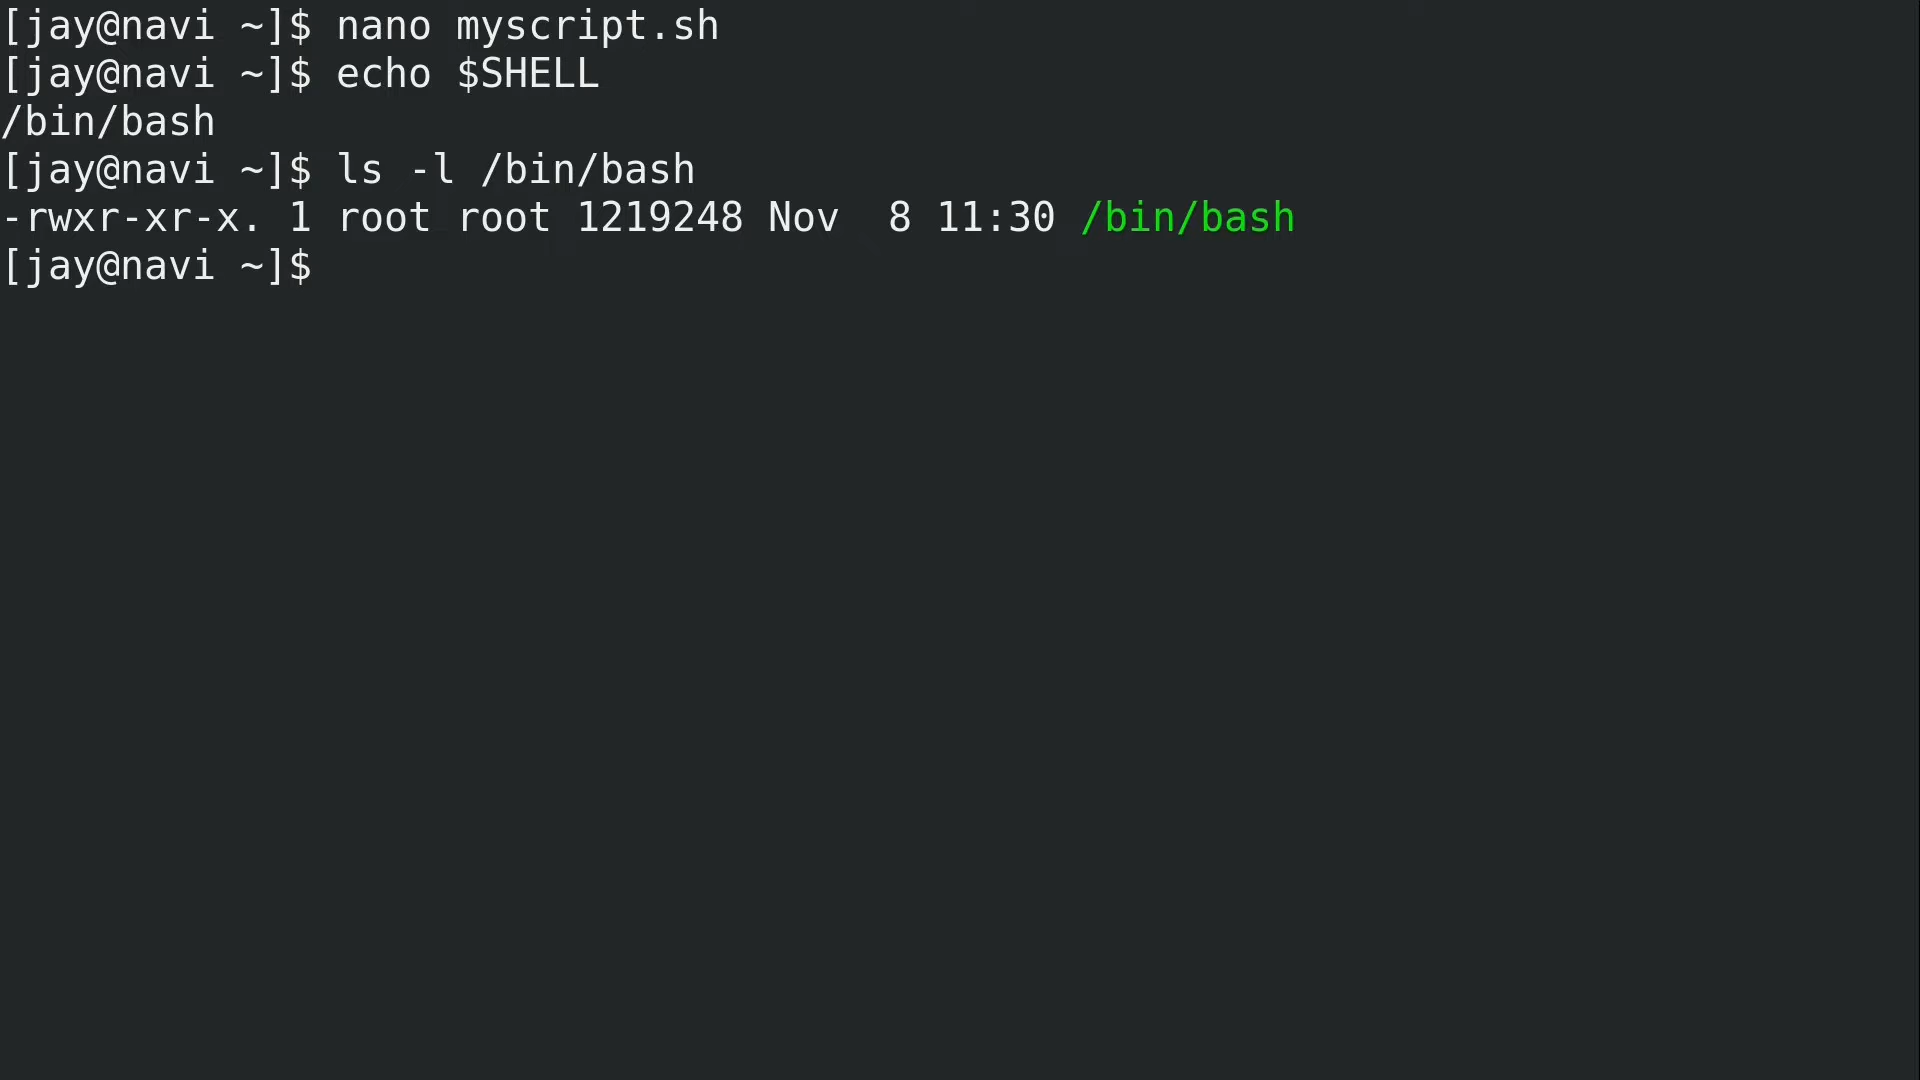 [jay@navi ~]$ nano myscript.sh
[jay@navi ~]$ echo $SHELL
/bin/bash
[jay@navi ~]$ ls -l /bin/bash
-rwxr-xr-x. 1 root root 1219248 Nov  8 11:30 /bin/bash
[jay@navi ~]$